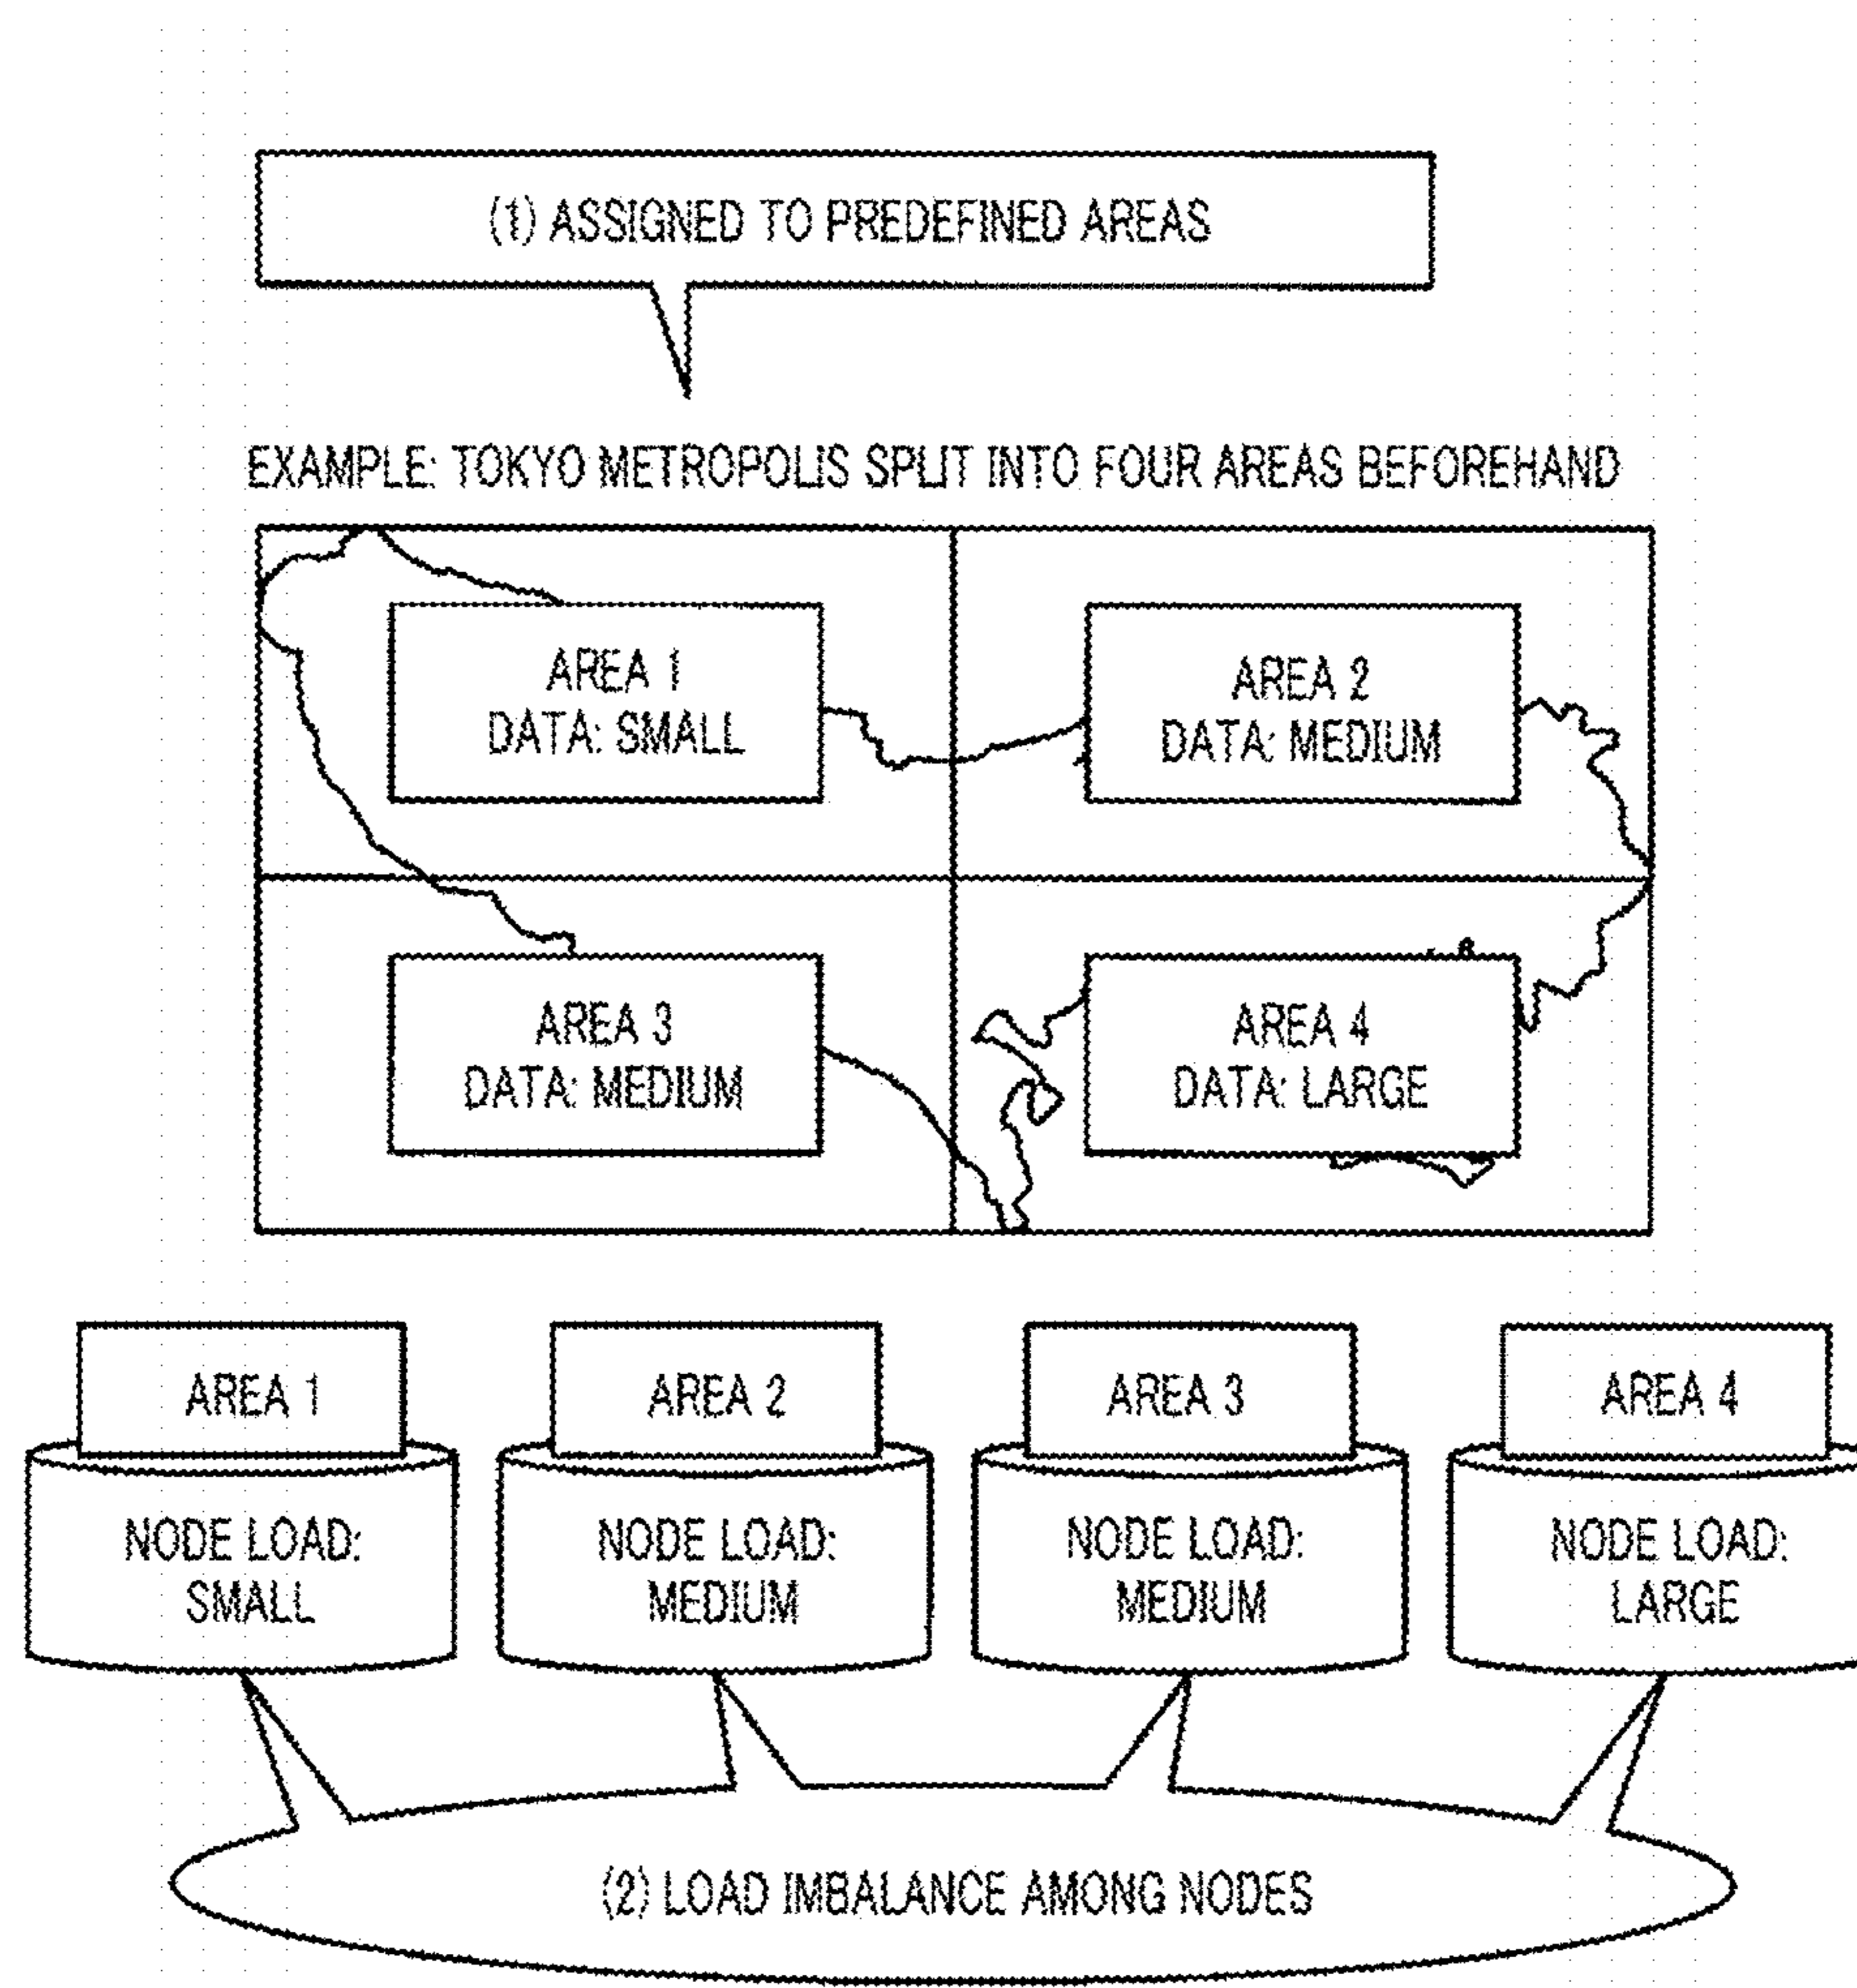 (1) ASSIGNED TO PREDEFINED AREAS
EXAMPLE: TOKYO METROPOLIS SPLIT INTO FOUR AREAS BEFOREHAND
AREA 1
DATA: SMALL
AREA 2
DATA: MEDIUM
AREA 3
DATA: MEDIUM
AREA 4
DATA: LARGE
AREA 1
NODE LOAD:
SMALL
AREA 2
NODE LOAD:
MEDIUM
AREA 3
NODE LOAD:
MEDIUM
AREA 4
NODE LOAD:
LARGE
(2) LOAD IMBALANCE AMONG NODES